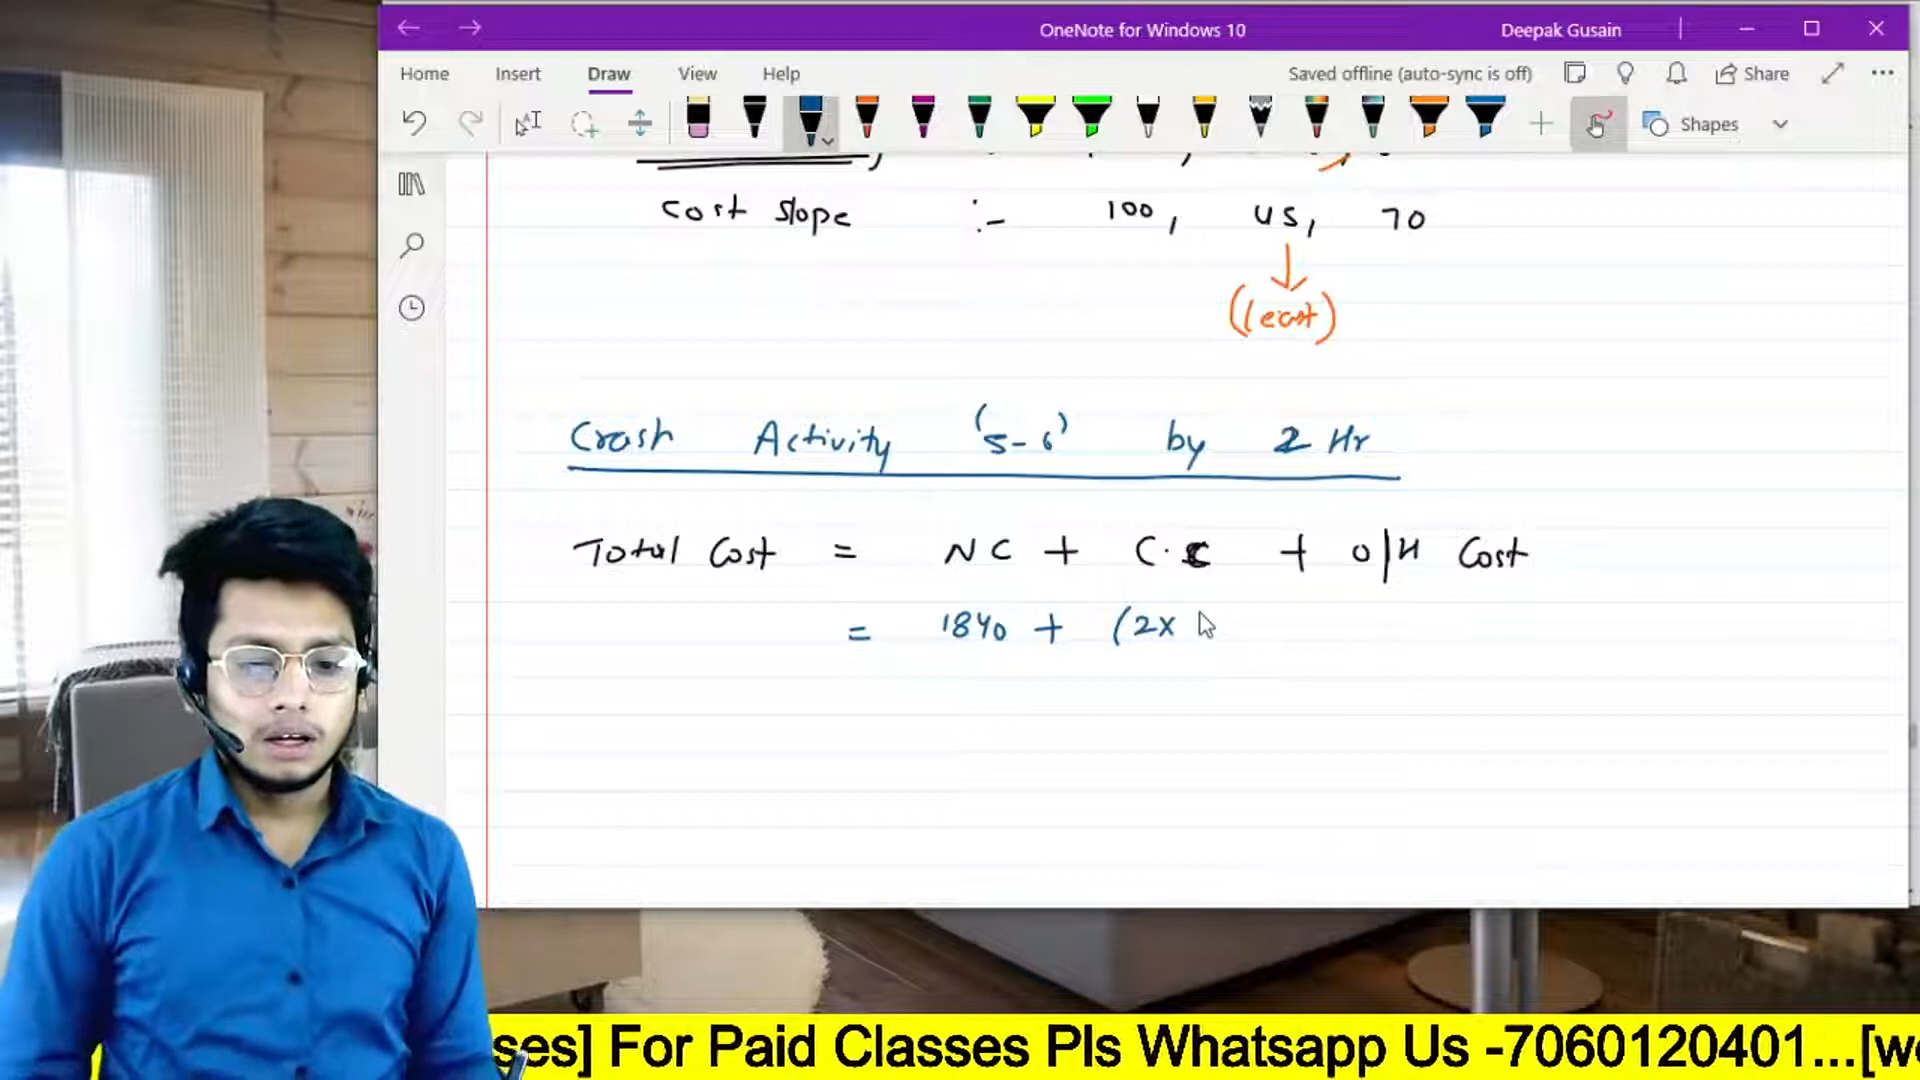 OneNote for Windows 10
Deepak Gusain
Home Insert Draw View Help
Saved offline (auto-sync is off) Share
Shapes
Cost slope :- 100, 45, 70
(least)
Crash Activity (5-6) by 2 Hr
Total Cost = NC + C.C + O/H Cost
= 1840 + (2x
ses] For Paid Classes Pls Whatsapp Us -7060120401...[we